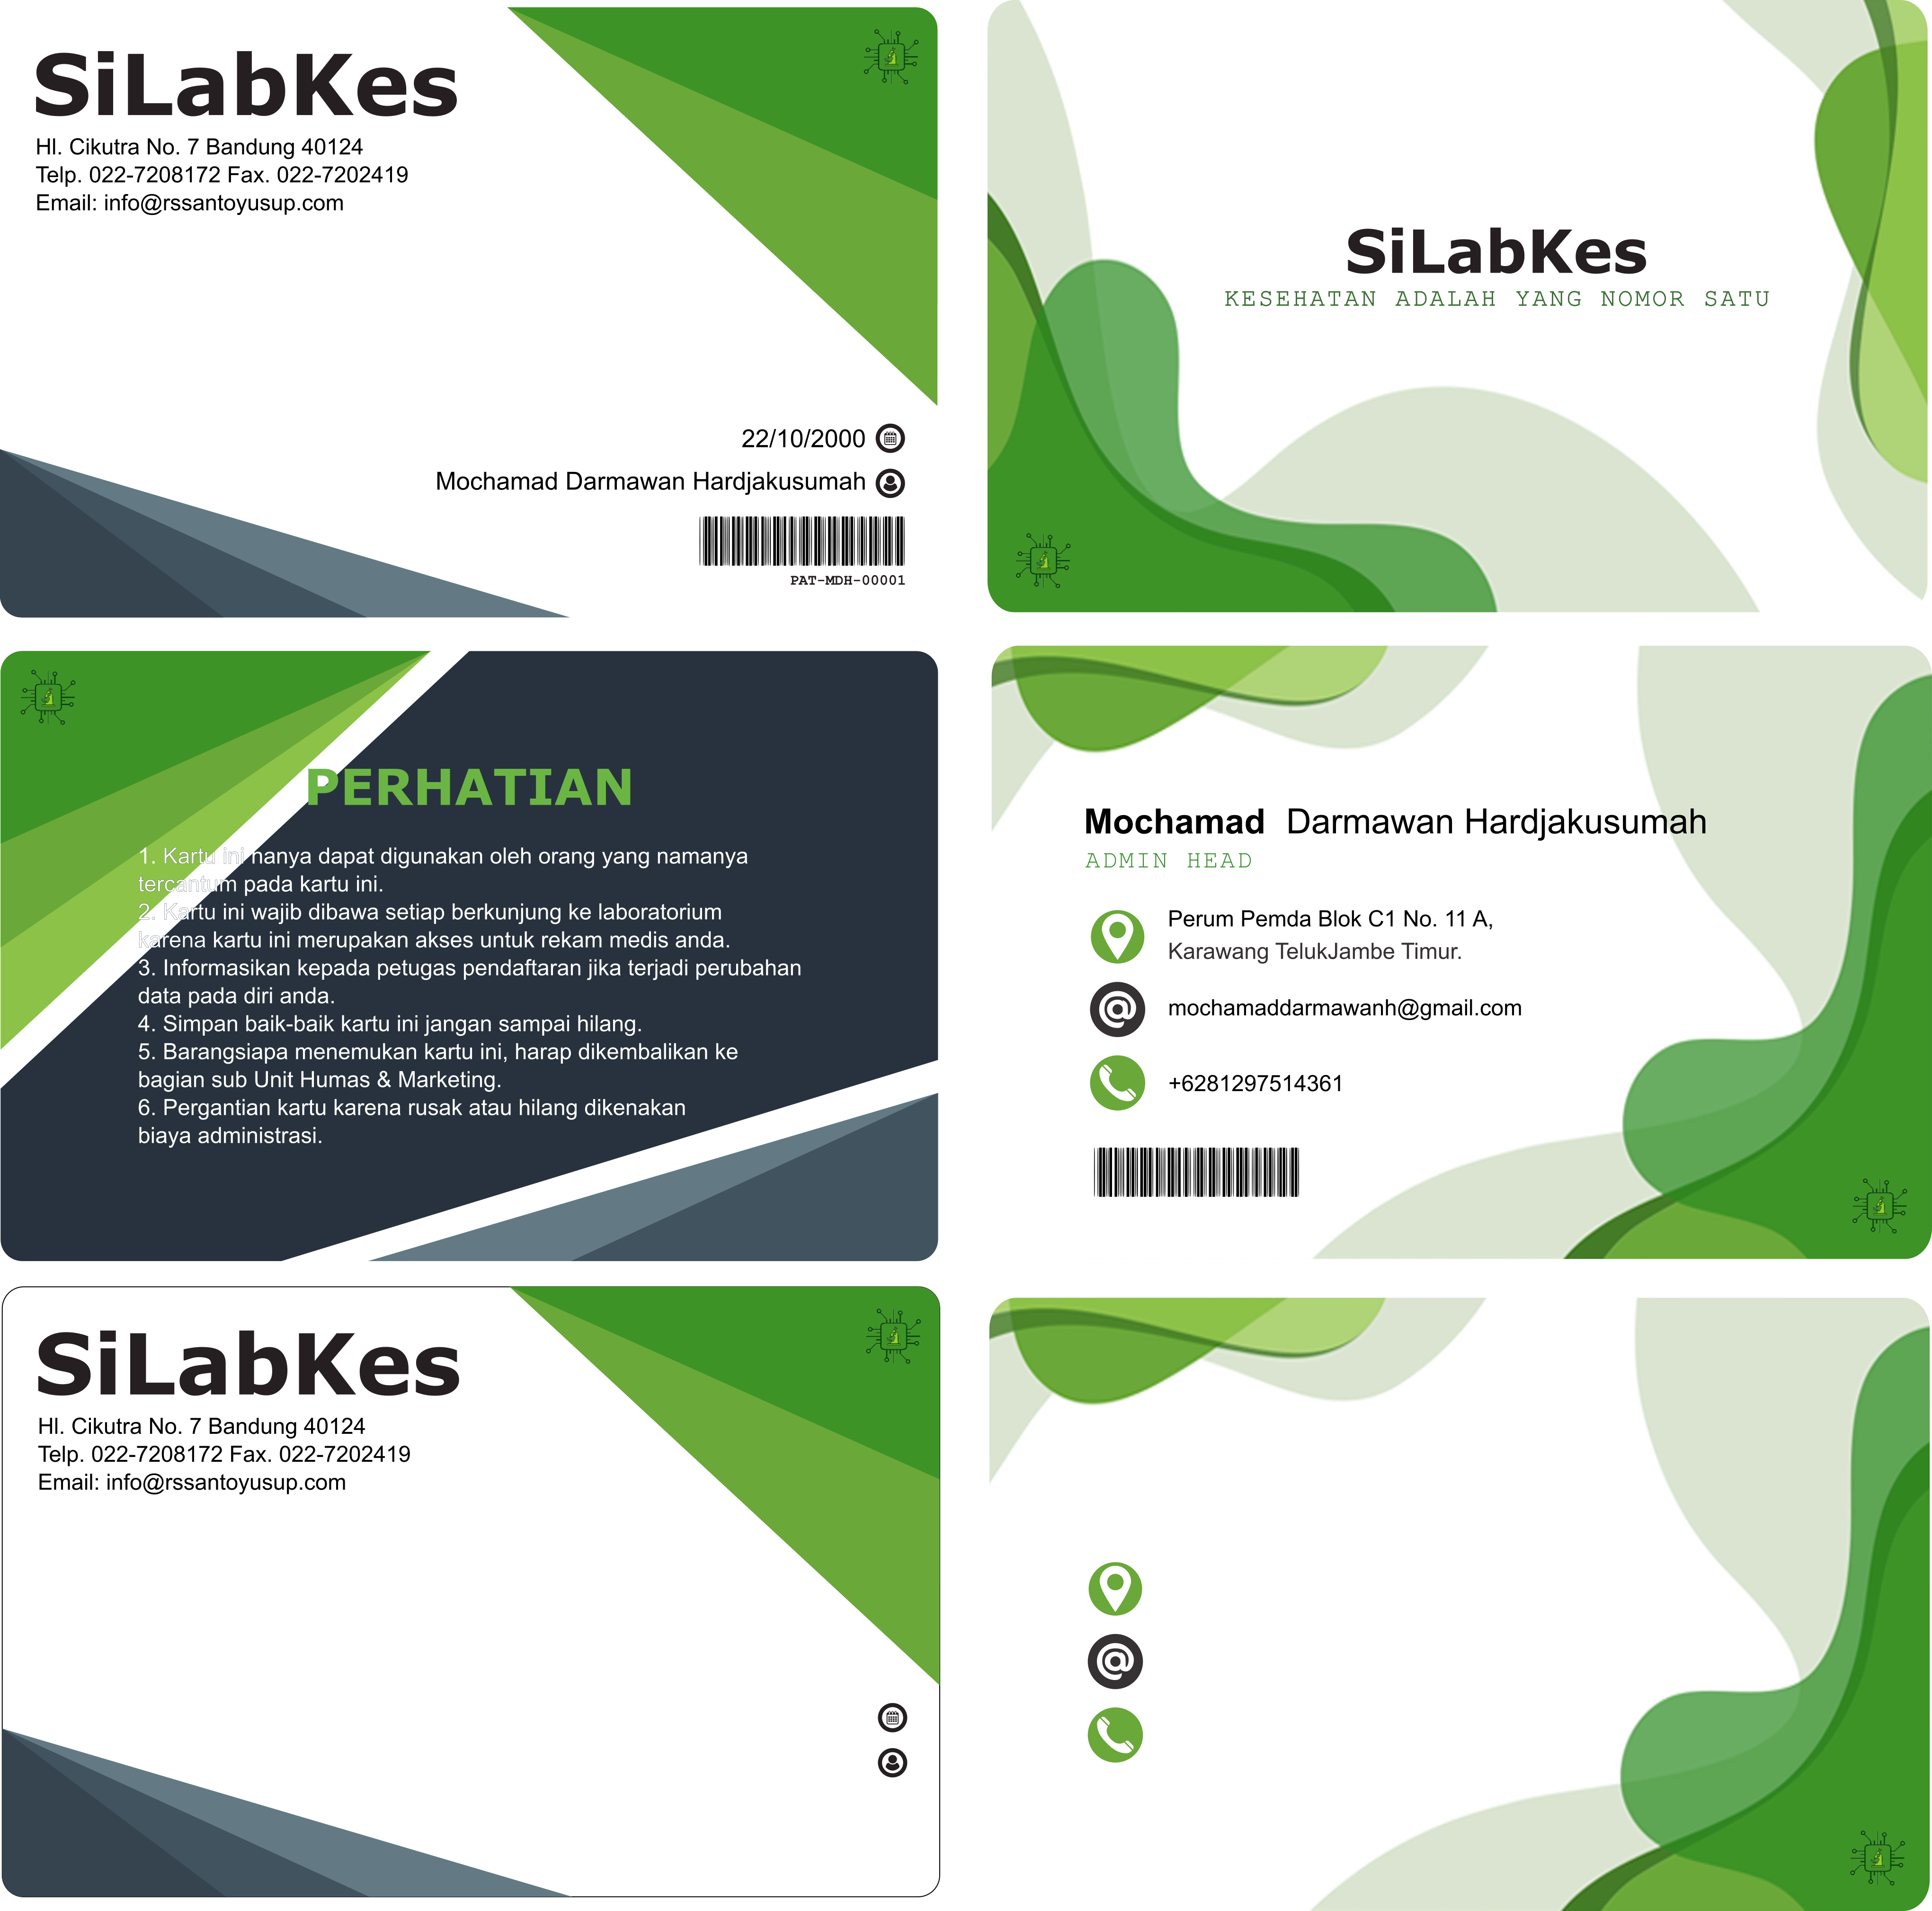 SiLabKes
Hl. Cikutra No. 7 Bandung 40124
Telp. 022-7208172 Fax. 022-7202419
Email: info@rssantoyusup.com
22/10/2000
Mochamad Darmawan Hardjakusumah
PAT-MDH-00001
SiLabKes
KESEHATAN ADALAH YANG NOMOR SATU
PERHATIAN
1. Kartu ini hanya dapat digunakan oleh orang yang namanya
tercantum pada kartu ini.
2. Kartu ini wajib dibawa setiap berkunjung ke laboratorium
karena kartu ini merupakan akses untuk rekam medis anda.
3. Informasikan kepada petugas pendaftaran jika terjadi perubahan
data pada diri anda.
4. Simpan baik-baik kartu ini jangan sampai hilang.
5. Barangsiapa menemukan kartu ini, harap dikembalikan ke
bagian sub Unit Humas & Marketing.
6. Pergantian kartu karena rusak atau hilang dikenakan
biaya administrasi.
Mochamad Darmawan Hardjakusumah
ADMIN HEAD
Perum Pemda Blok C1 No. 11 A,
Karawang TelukJambe Timur.
mochamaddarmawanh@gmail.com
+6281297514361
SiLabKes
Hl. Cikutra No. 7 Bandung 40124
Telp. 022-7208172 Fax. 022-7202419
Email: info@rssantoyusup.com